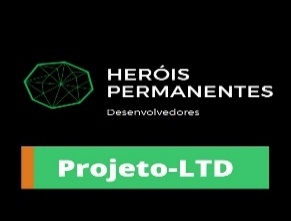 HERÓIS
PERMANENTES
Desenvolvedores
Projeto-LTD